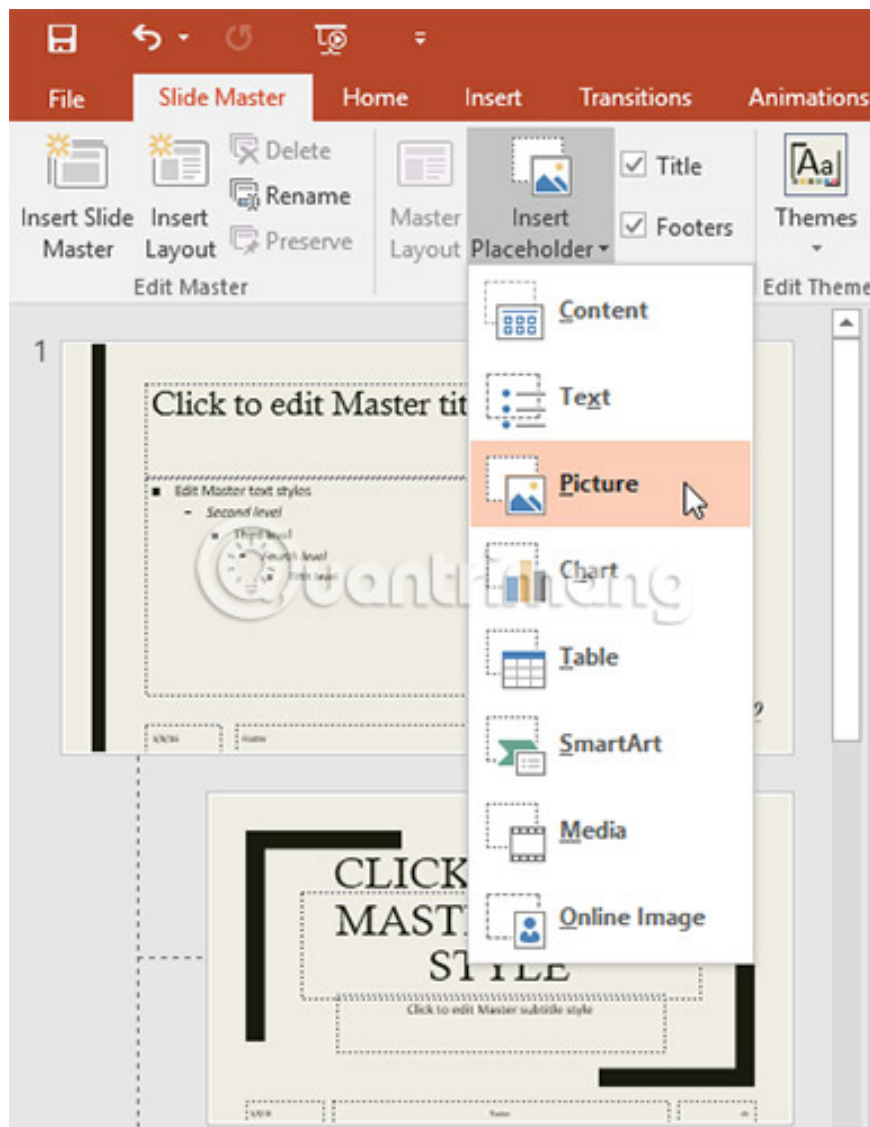 File
Slide Master
Home
Insert
Transitions
Animations
Insert Slide
Master
Insert
Layout
Delete
Rename
Preserve
Edit Master
Master
Layout
Insert
Placeholder
Title
Footers
Themes
Edit Theme
1
Click to edit Master tit
Edit Master text styles
Second level
Third level
Fourth level
Fifth level
Footer
Quantrimang
Content
Text
Picture
Chart
Table
SmartArt
Media
Online Image
CLICK
MAST
STYLE
Click to edit Master subtitle style
Footer